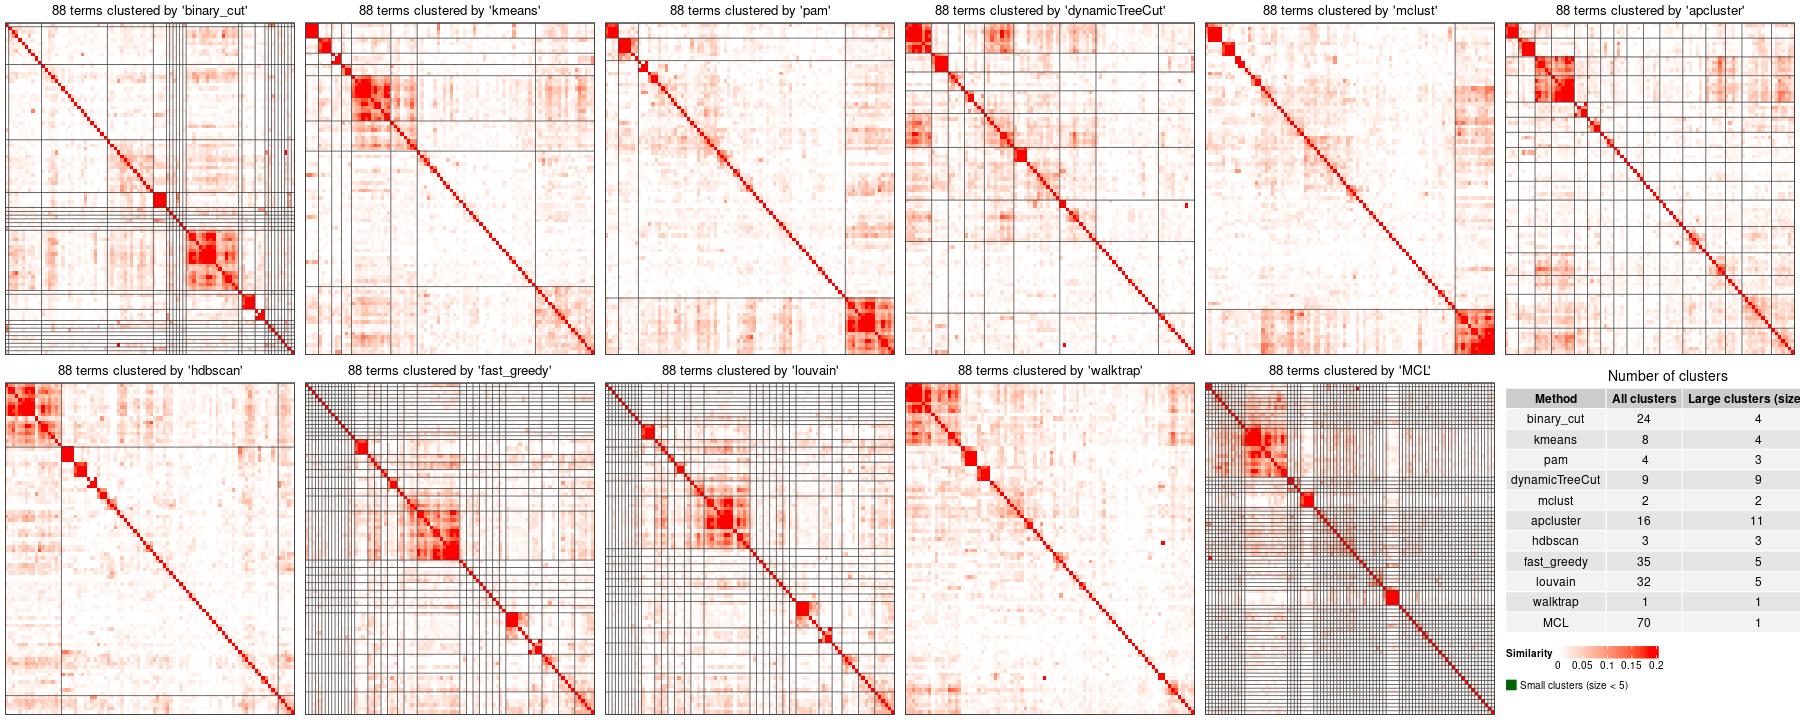 88 terms clustered by 'binary_cut'
88 terms clustered by 'kmeans'
88 terms clustered by 'pam'
88 terms clustered by 'dynamicTreeCut'
88 terms clustered by 'mclust'
88 terms clustered by 'apcluster'
88 terms clustered by 'hdbscan'
88 terms clustered by 'fast_greedy'
88 terms clustered by 'louvain'
88 terms clustered by 'walktrap'
88 terms clustered by 'MCL'
Number of clusters
Method All clusters Large clusters (size
binary_cut 24 4
kmeans 8 4
pam 4 3
dynamicTreeCut 9 9
mclust 2 2
apcluster 16 11
hdbscan 3 3
fast_greedy 35 5
louvain 32 5
walktrap 1 1
MCL 70 1
Similarity
0 0.05 0.1 0.15 0.2
Small clusters (size < 5)